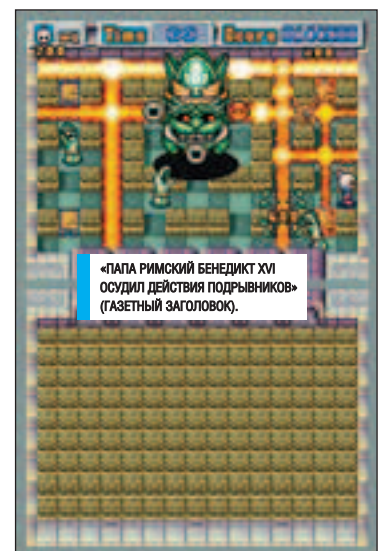 Time
Score
«ПАПА РИМСКИЙ БЕНЕДИКТ XVI
ОСУДИЛ ДЕЙСТВИЯ ПОДРЫВНИКОВ»
(ГАЗЕТНЫЙ ЗАГОЛОВОК).